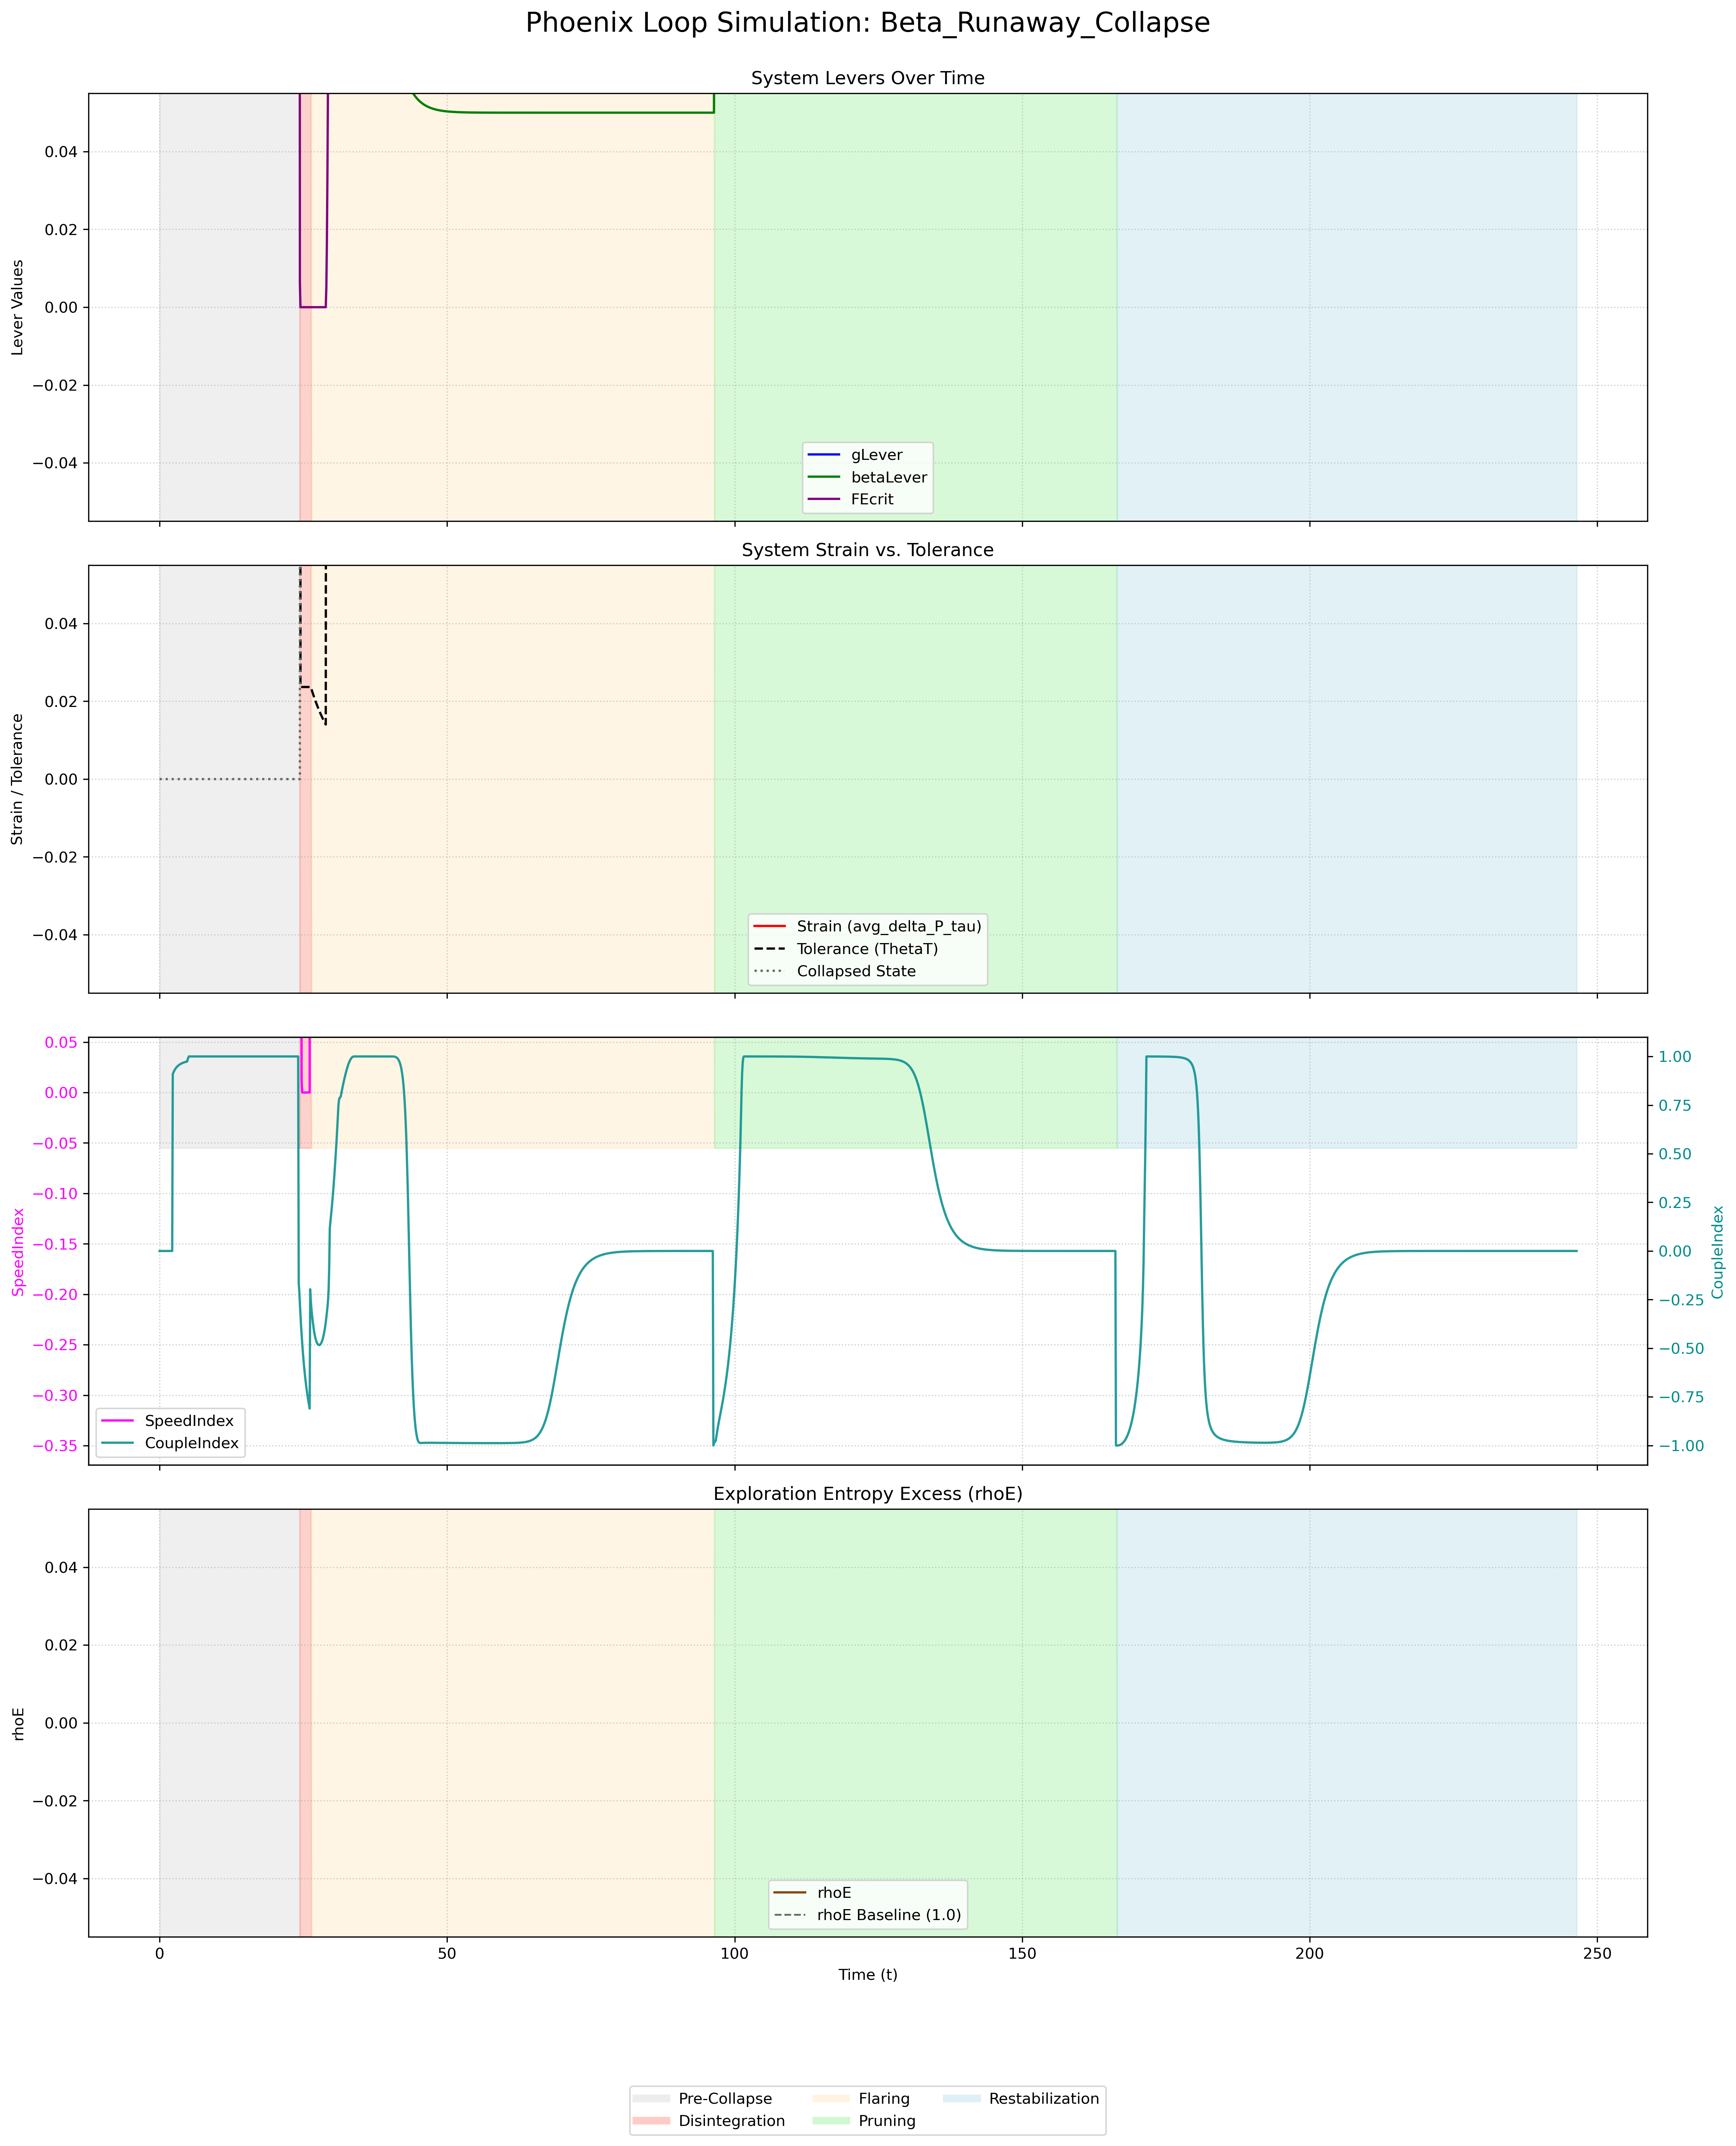 Phoenix Loop Simulation: Beta_Runaway_Collapse
System Levers Over Time
0.04
0.02
0.00
−0.02
−0.04
Lever Values
gLever
betaLever
FEcrit
System Strain vs. Tolerance
0.04
0.02
0.00
−0.02
−0.04
Strain / Tolerance
Strain (avg_delta_P_tau)
Tolerance (ThetaT)
Collapsed State
0.05
0.00
−0.05
−0.10
−0.15
−0.20
−0.25
−0.30
−0.35
SpeedIndex
SpeedIndex
CoupleIndex
1.00
0.75
0.50
0.25
0.00
−0.25
−0.50
−0.75
−1.00
CoupleIndex
Exploration Entropy Excess (rhoE)
0.04
0.02
0.00
−0.02
−0.04
rhoE
rhoE
rhoE Baseline (1.0)
0 50 100 150 200 250
Time (t)
Pre-Collapse Flaring Restabilization
Disintegration Pruning